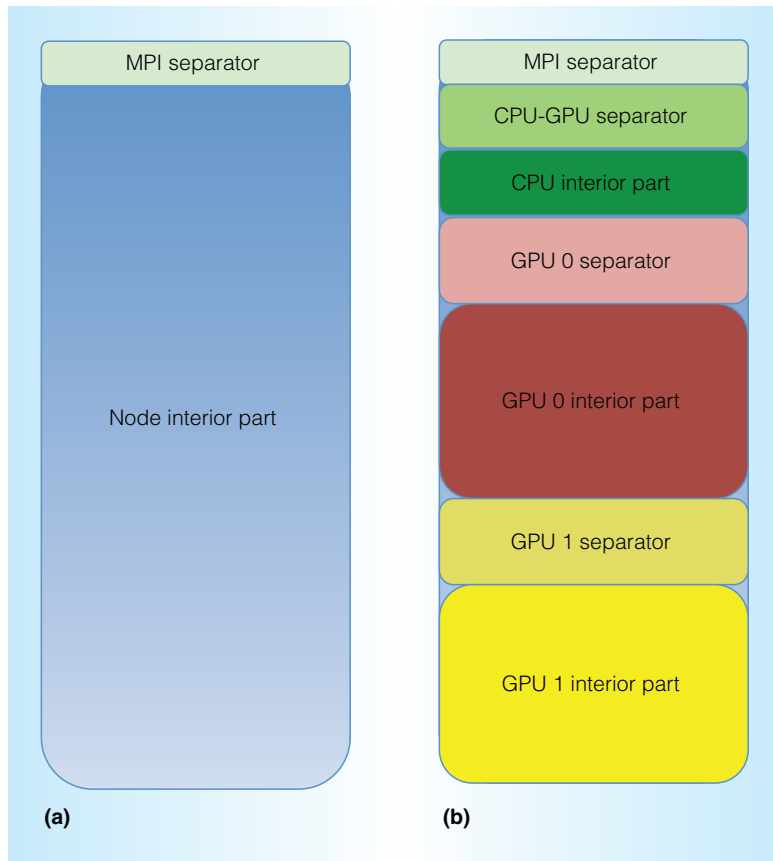 MPI separator
Node interior part
(a)
MPI separator
CPU-GPU separator
CPU interior part
GPU 0 separator
GPU 0 interior part
GPU 1 separator
GPU 1 interior part
(b)